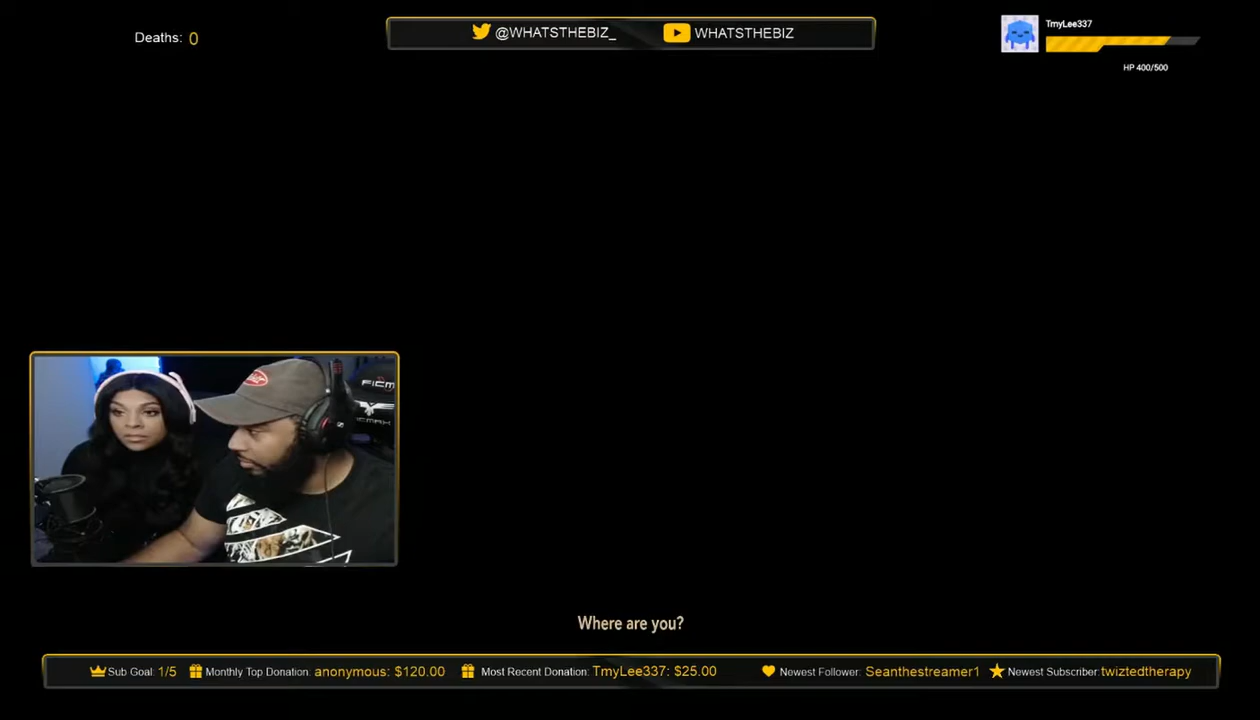 Deaths: 0
@WHATSTHEBIZ_ WHATSTHEBIZ
TmyLee337
HP 400/500
Where are you?
Sub Goal: 1/5 Monthly Top Donation: anonymous: $120.00 Most Recent Donation: TmyLee337: $25.00 Newest Follower: Seanthestreamer1 Newest Subscriber: twiztedtherapy